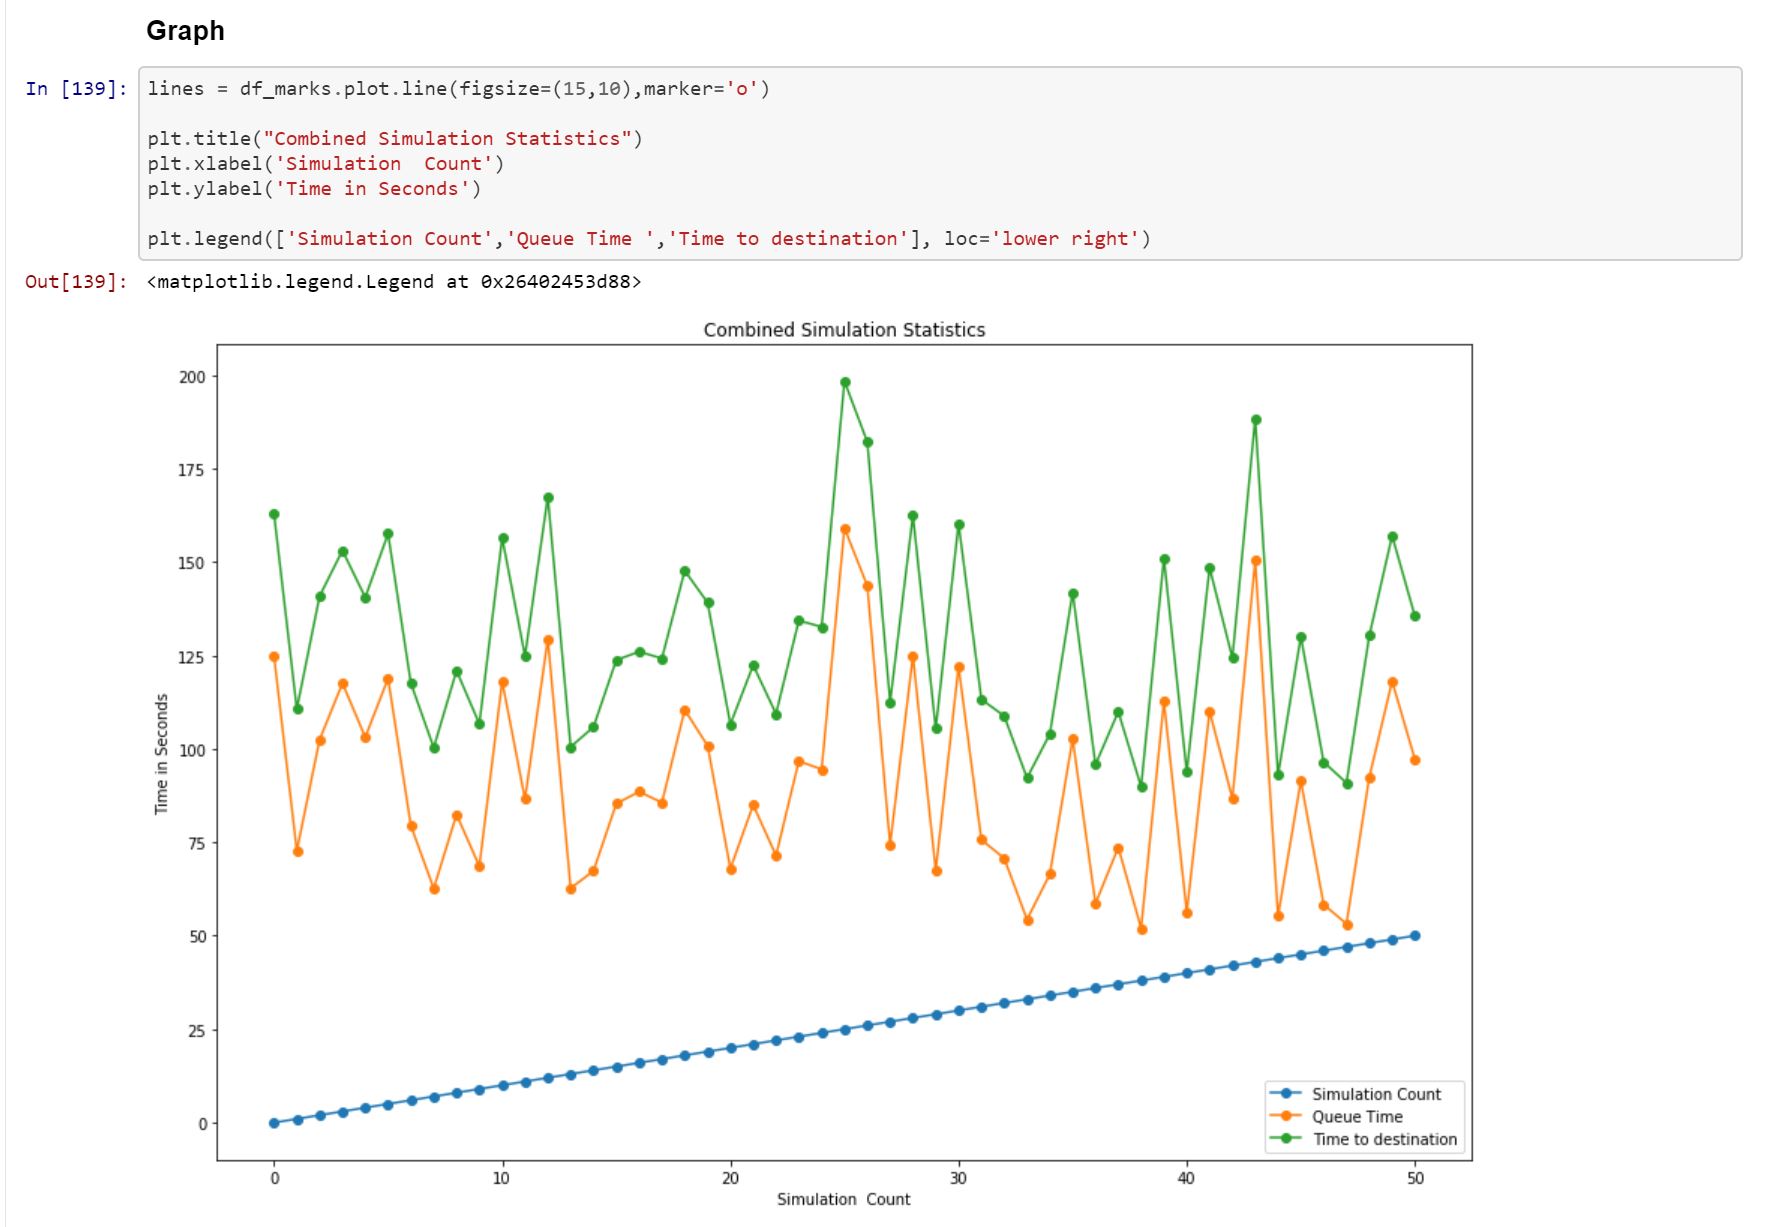 Graph
In [139]: lines = df_marks.plot.line(figsize=(15,10),marker='o')
plt.title("Combined Simulation Statistics")
plt.xlabel('Simulation  Count')
plt.ylabel('Time in Seconds')
plt.legend(['Simulation Count','Queue Time ','Time to destination'], loc='lower right')
Out[139]: <matplotlib.legend.Legend at 0x26402453d88>
Combined Simulation Statistics
200
175
150
125
100
75
50
25
0
Time in Seconds
Simulation Count
Queue Time
Time to destination
0 10 20 30 40 50
Simulation  Count